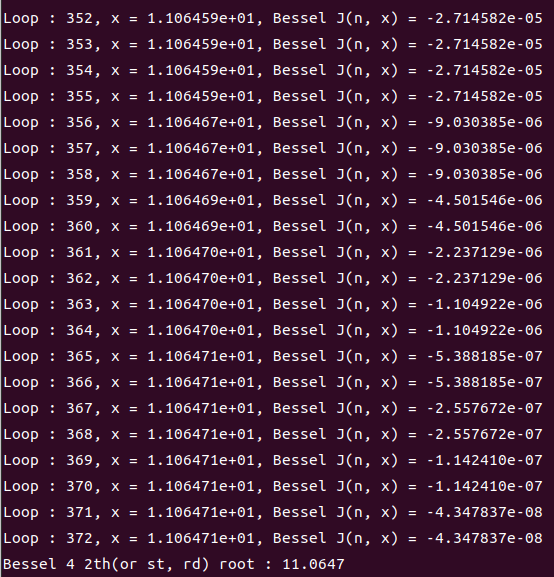 Loop : 352, x = 1.106459e+01, Bessel J(n, x) = -2.714582e-05
Loop : 353, x = 1.106459e+01, Bessel J(n, x) = -2.714582e-05
Loop : 354, x = 1.106459e+01, Bessel J(n, x) = -2.714582e-05
Loop : 355, x = 1.106459e+01, Bessel J(n, x) = -2.714582e-05
Loop : 356, x = 1.106467e+01, Bessel J(n, x) = -9.030385e-06
Loop : 357, x = 1.106467e+01, Bessel J(n, x) = -9.030385e-06
Loop : 358, x = 1.106467e+01, Bessel J(n, x) = -9.030385e-06
Loop : 359, x = 1.106469e+01, Bessel J(n, x) = -4.501546e-06
Loop : 360, x = 1.106469e+01, Bessel J(n, x) = -4.501546e-06
Loop : 361, x = 1.106470e+01, Bessel J(n, x) = -2.237129e-06
Loop : 362, x = 1.106470e+01, Bessel J(n, x) = -2.237129e-06
Loop : 363, x = 1.106470e+01, Bessel J(n, x) = -1.104922e-06
Loop : 364, x = 1.106470e+01, Bessel J(n, x) = -1.104922e-06
Loop : 365, x = 1.106471e+01, Bessel J(n, x) = -5.388185e-07
Loop : 366, x = 1.106471e+01, Bessel J(n, x) = -5.388185e-07
Loop : 367, x = 1.106471e+01, Bessel J(n, x) = -2.557672e-07
Loop : 368, x = 1.106471e+01, Bessel J(n, x) = -2.557672e-07
Loop : 369, x = 1.106471e+01, Bessel J(n, x) = -1.142410e-07
Loop : 370, x = 1.106471e+01, Bessel J(n, x) = -1.142410e-07
Loop : 371, x = 1.106471e+01, Bessel J(n, x) = -4.347837e-08
Loop : 372, x = 1.106471e+01, Bessel J(n, x) = -4.347837e-08
Bessel 4 2th(or st, rd) root : 11.0647